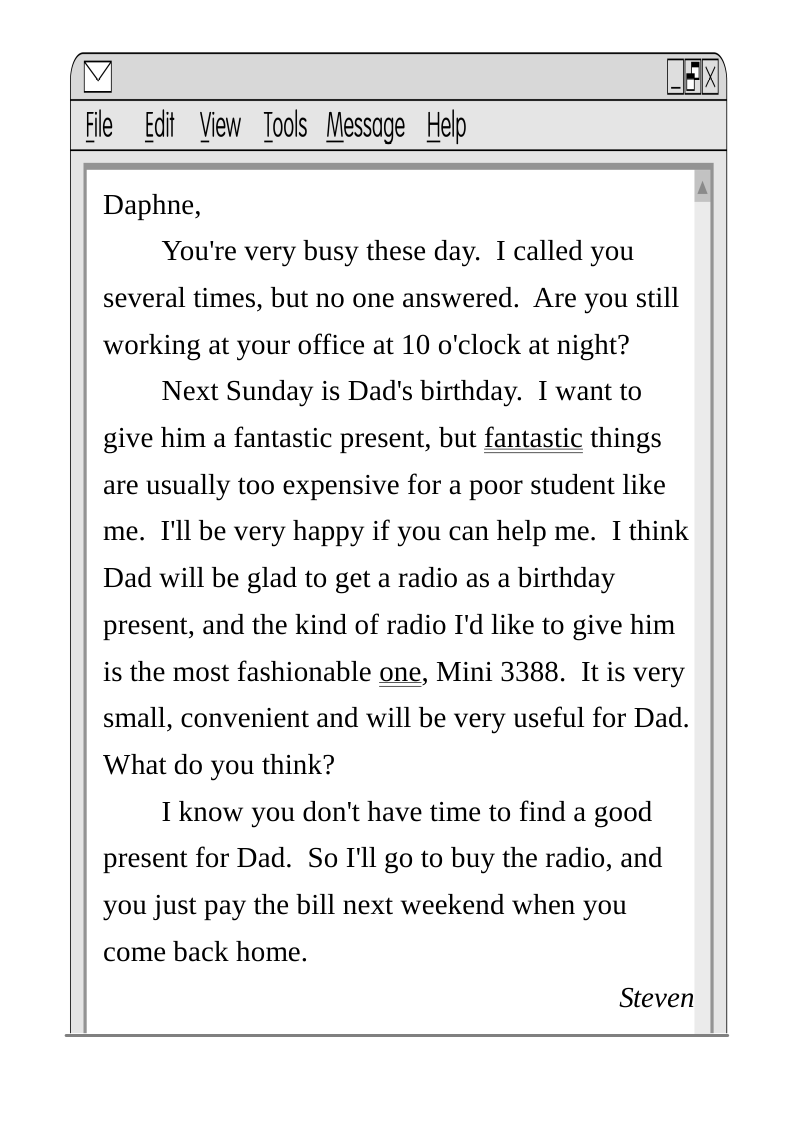 File Edit View Tools Message Help
Daphne,
You're very busy these day. I called you
several times, but no one answered. Are you still
working at your office at 10 o'clock at night?
Next Sunday is Dad's birthday. I want to
give him a fantastic present, but fantastic things
are usually too expensive for a poor student like
me. I'll be very happy if you can help me. I think
Dad will be glad to get a radio as a birthday
present, and the kind of radio I'd like to give him
is the most fashionable one, Mini 3388. It is very
small, convenient and will be very useful for Dad.
What do you think?
I know you don't have time to find a good
present for Dad. So I'll go to buy the radio, and
you just pay the bill next weekend when you
come back home.
Steven